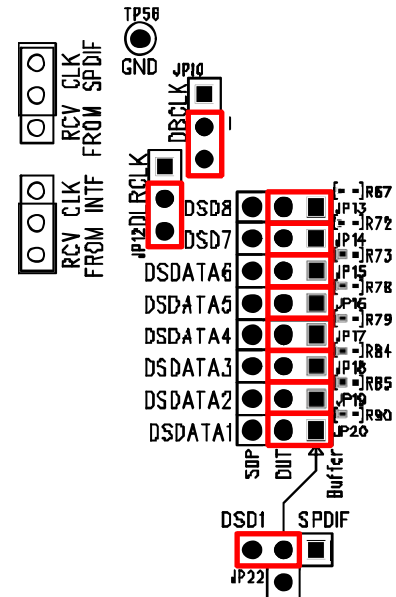 TP58
GND
RCV CLK
FROM SPDIF
JP10
DBCLK
RCV CLK
FROM INTF
DLRCLK
JP12
DSD8
R67
JP13
R72
DSD7
JP14
R73
DSDATA6
JP15
R78
DSDATA5
JP16
R79
DSDATA4
JP17
R84
DSDATA3
JP18
R85
DSDATA2
JP19
R90
DSDATA1
JP20
DUT
Buffer
DSD1 SPDIF
JP22